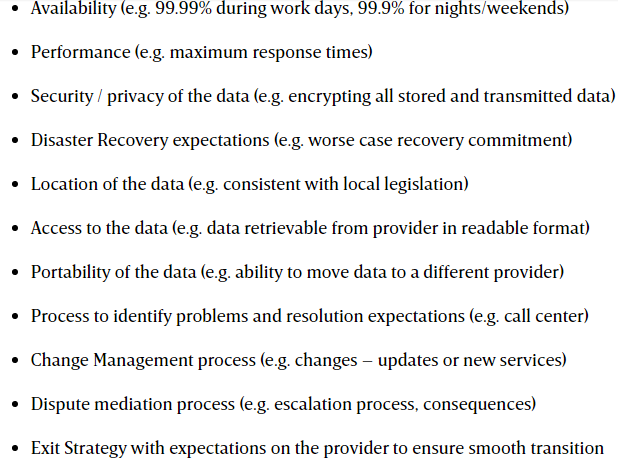 • Availability (e.g. 99.99% during work days, 99.9% for nights/weekends)
• Performance (e.g. maximum response times)
• Security / privacy of the data (e.g. encrypting all stored and transmitted data)
• Disaster Recovery expectations (e.g. worse case recovery commitment)
• Location of the data (e.g. consistent with local legislation)
• Access to the data (e.g. data retrievable from provider in readable format)
• Portability of the data (e.g. ability to move data to a different provider)
• Process to identify problems and resolution expectations (e.g. call center)
• Change Management process (e.g. changes – updates or new services)
• Dispute mediation process (e.g. escalation process, consequences)
• Exit Strategy with expectations on the provider to ensure smooth transition